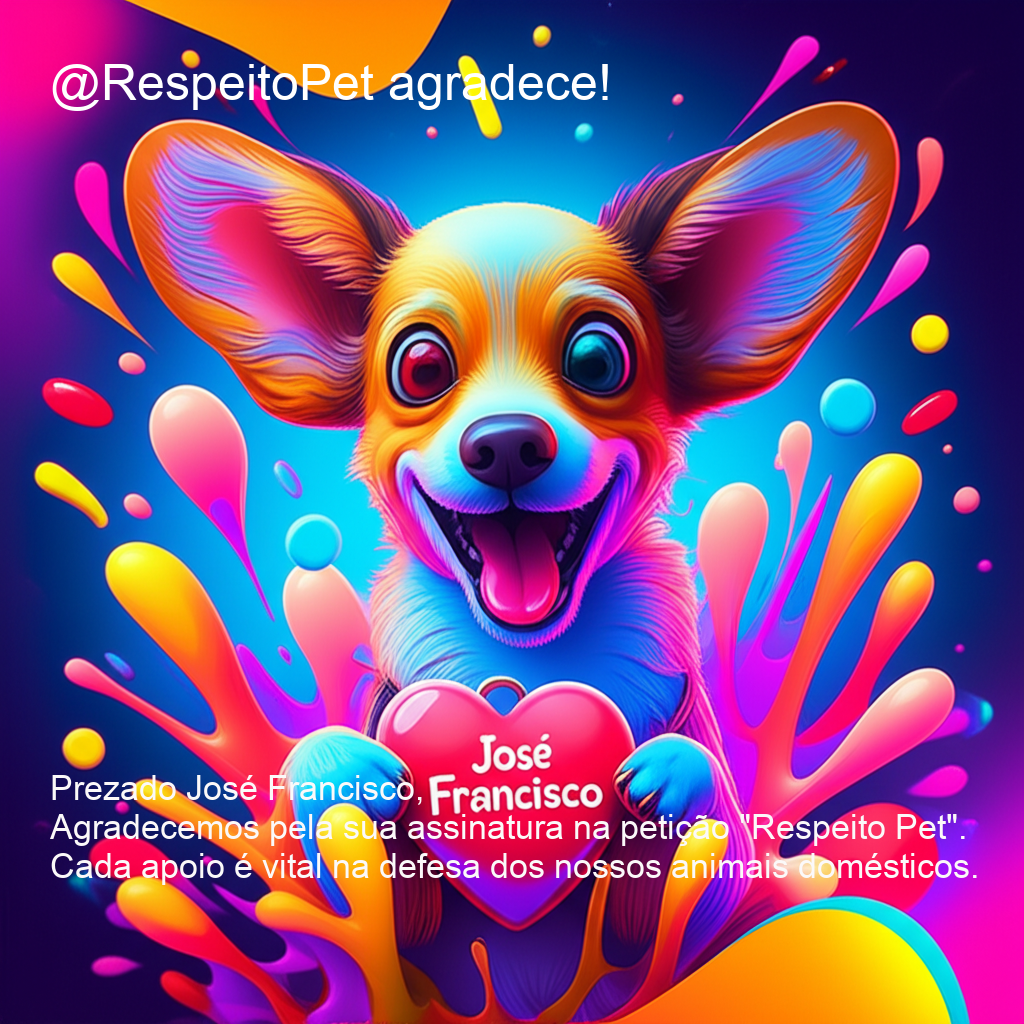 @RespeitoPet agradece!
José
Francisco
Prezado José Francisco,
Agradecemos pela sua assinatura na petição "Respeito Pet".
Cada apoio é vital na defesa dos nossos animais domésticos.